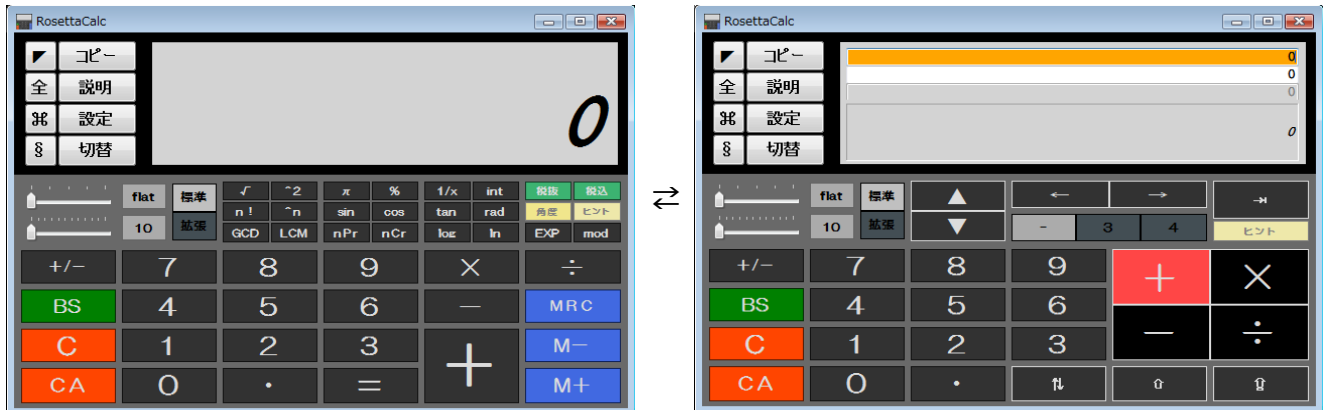 RosettaCalc
◤ コピー
全 説明
⌘ 設定
§ 切替
0
flat 標準 √ ^2 π % 1/x int 税抜 税込
n! ^n sin cos tan rad 角度 ヒント
10 拡張 GCD LCM nPr nCr log ln EXP mod
+/− 7 8 9 × ÷
BS 4 5 6 − MRC
C 1 2 3 + M−
CA 0 · = M+
⇄
RosettaCalc
◤ コピー
全 説明
⌘ 設定
§ 切替
0
0
0
0
flat 標準 ▲ ← → ⇥
10 拡張 ▼ - 3 4 ヒント
+/− 7 8 9 + ×
BS 4 5 6
C 1 2 3 − ÷
CA 0 · ⇅ ⇧ ⇮